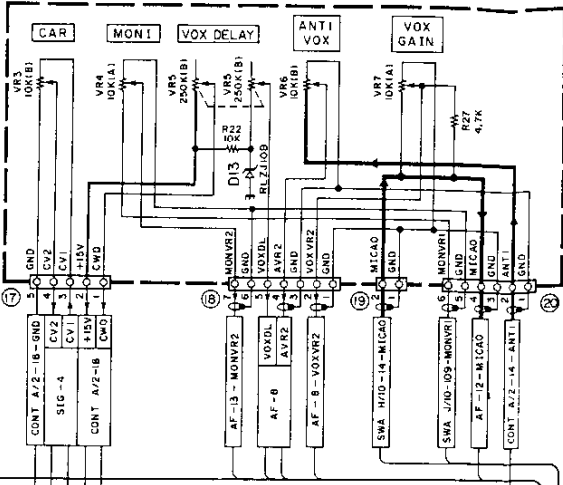 CAR
MONI
VOX DELAY
ANTI
VOX
VOX
GAIN
VR3
10K(B)
VR4
10K(A)
VR5
250K(B)
VR5
250K(B)
VR6
10K(B)
VR7
10K(A)
R27
4.7K
R22
10K
D13
RLZJ10B
GND
CV2
CV1
+15V
CWD
MONVR2
GND
VOXDL
AVR2
GND
VOXVR2
GND
MICAO
GND
MONVR1
GND
MICAO
GND
ANTI
GND
17
5
4
3
2
1
18
7
6
5
4
3
2
1
19
2
1
6
5
4
3
2
1
20
CONT A/2-18-GND
CV2
CV1
SIG-4
+15V
CWD
CONT A/2-18
AF-13-MONVR2
VOXDL
AVR2
AF-8
AF-8-VOXVR2
SWA H/10-14-MICAO
SWA J/10-109-MONVR1
AF-12-MICAO
CONT A/2-14-ANTI